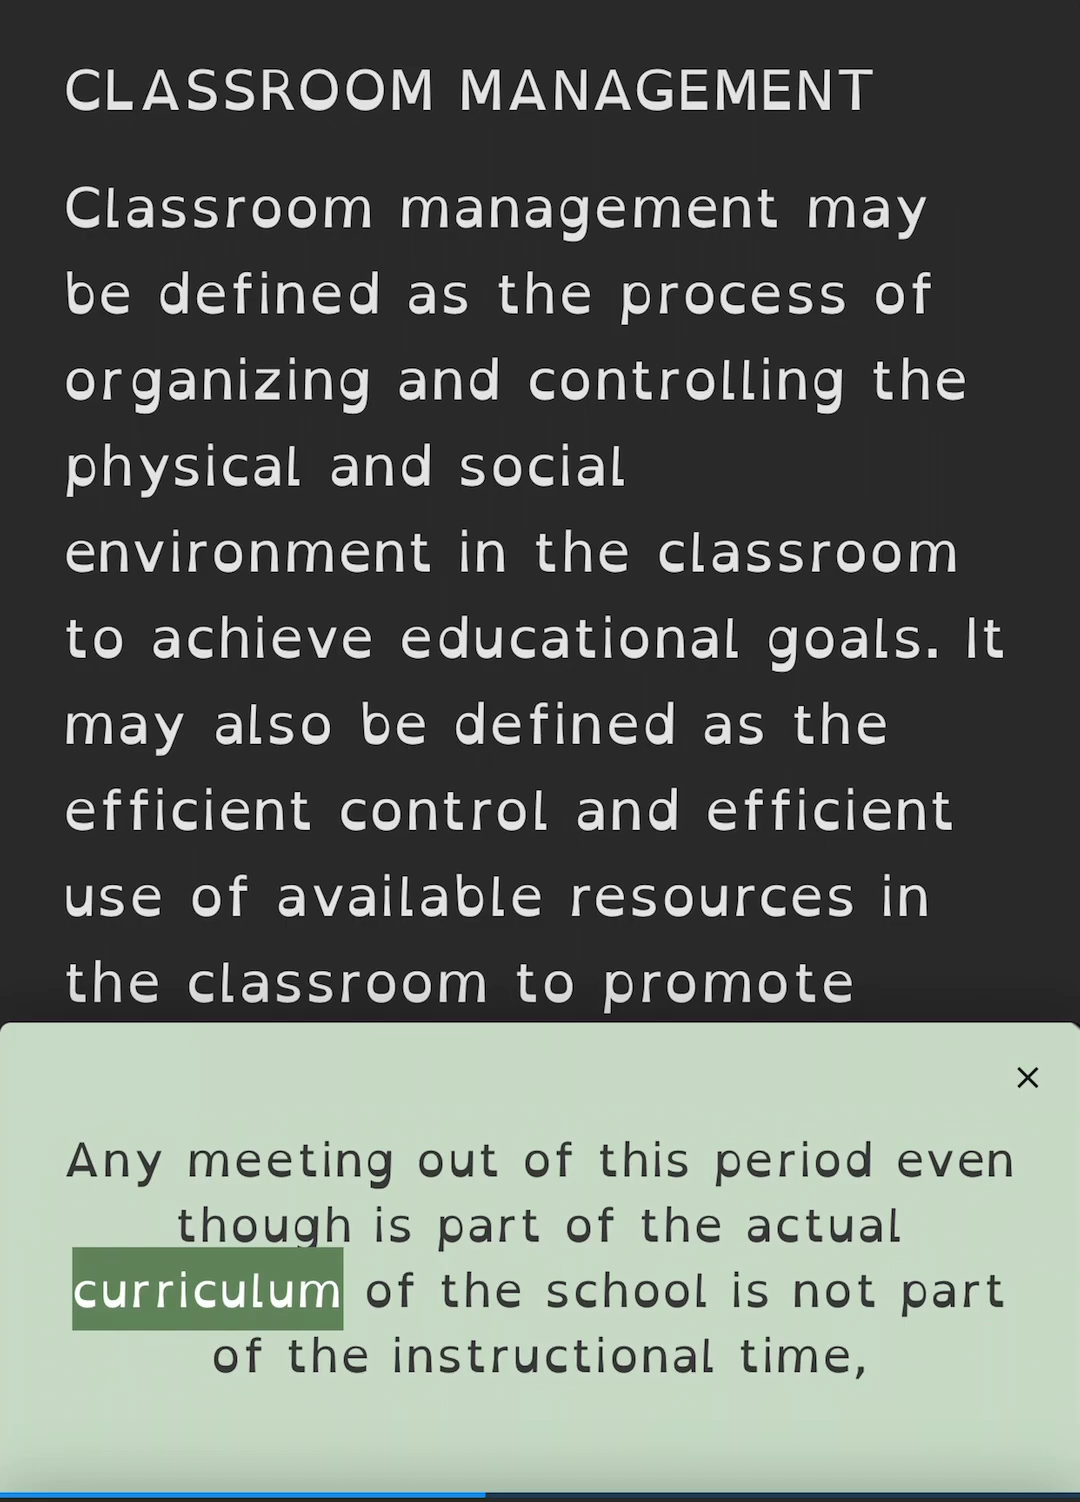 CLASSROOM MANAGEMENT
Classroom management may
be defined as the process of
organizing and controlling the
physical and social
environment in the classroom
to achieve educational goals. It
may also be defined as the
efficient control and efficient
use of available resources in
the classroom to promote
Any meeting out of this period even
though is part of the actual
curriculum of the school is not part
of the instructional time,